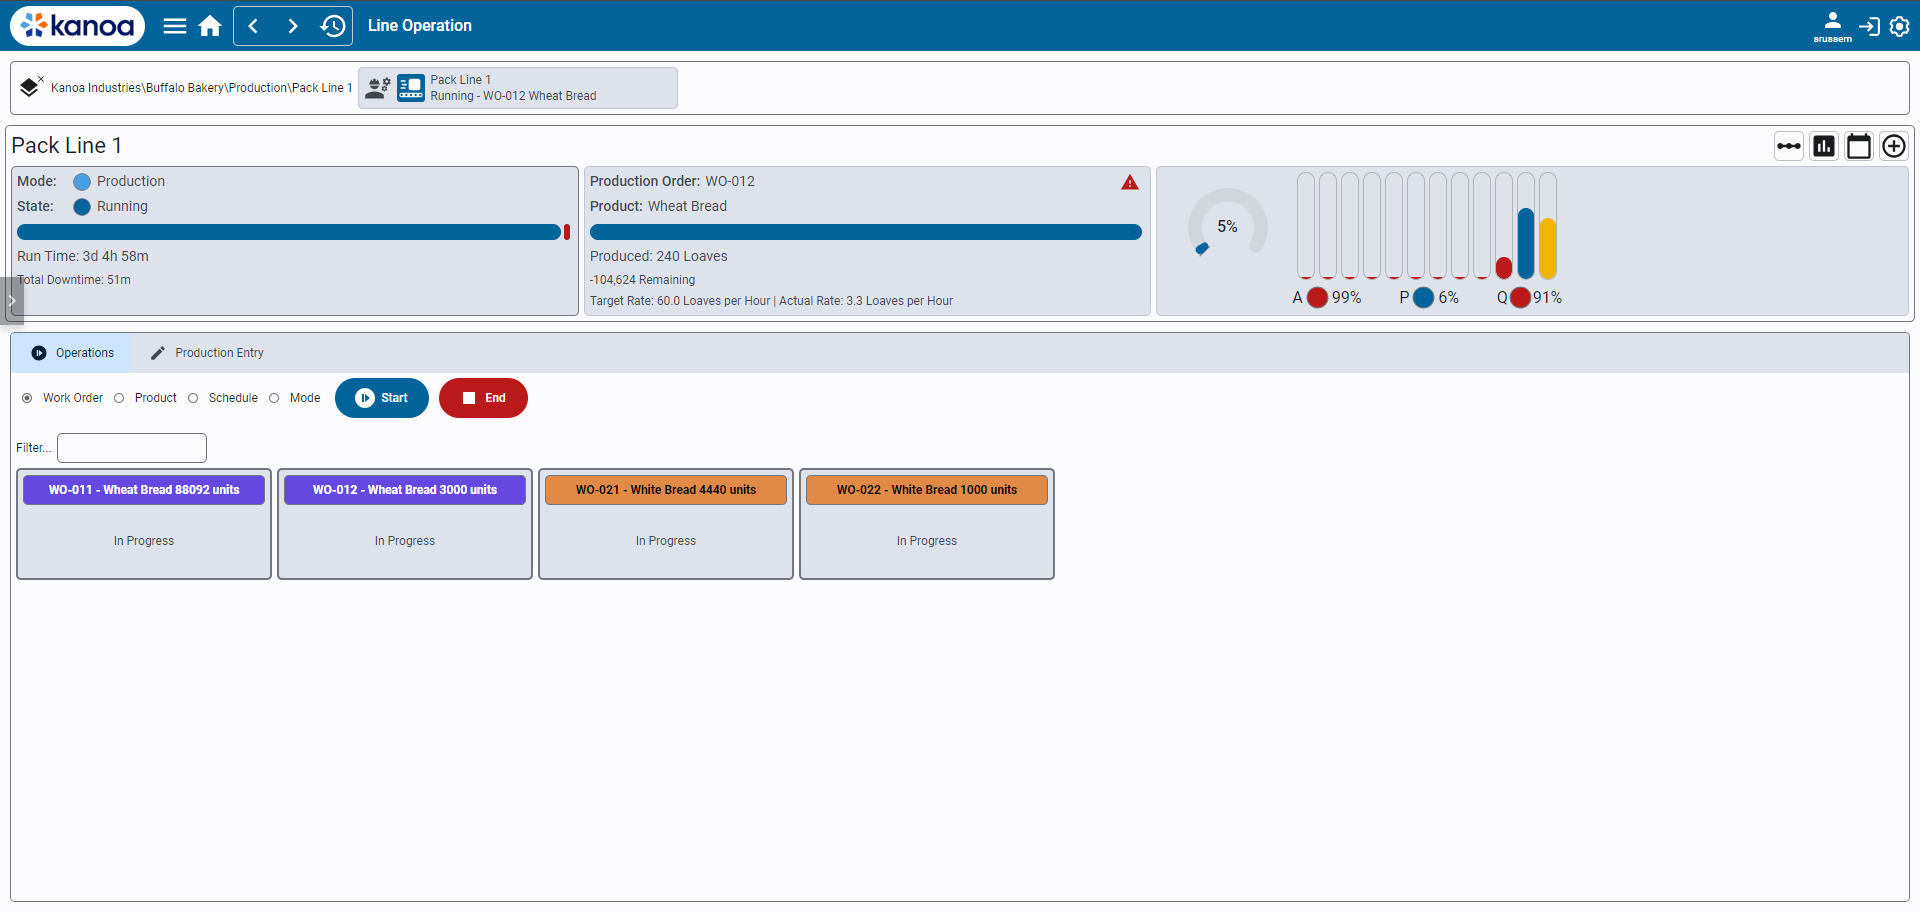 kanoa
Line Operation
srussem
Kanoa Industries\Buffalo Bakery\Production\Pack Line 1
Pack Line 1
Running - WO-012 Wheat Bread
Pack Line 1
Mode: Production
State: Running
Run Time: 3d 4h 58m
Total Downtime: 51m
Production Order: WO-012
Product: Wheat Bread
Produced: 240 Loaves
-104,624 Remaining
Target Rate: 60.0 Loaves per Hour | Actual Rate: 3.3 Loaves per Hour
5%
A 99% P 6% Q 91%
Operations Production Entry
Work Order Product Schedule Mode Start End
Filter...
WO-011 - Wheat Bread 88092 units
In Progress
WO-012 - Wheat Bread 3000 units
In Progress
WO-021 - White Bread 4440 units
In Progress
WO-022 - White Bread 1000 units
In Progress